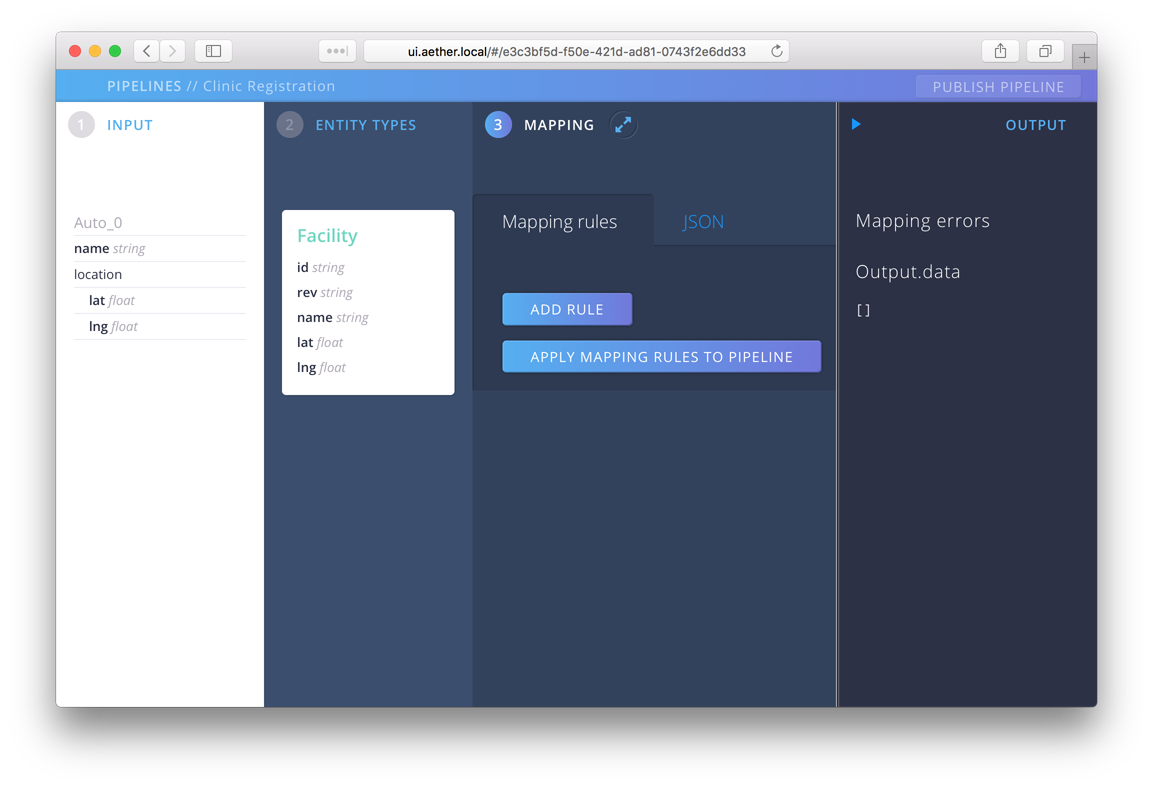 ui.aether.local/#/e3c3bf5d-f50e-421d-ad81-0743f2e6dd33
PIPELINES // Clinic Registration
PUBLISH PIPELINE
1 INPUT
Auto_0
name string
location
lat float
lng float
2 ENTITY TYPES
Facility
id string
rev string
name string
lat float
lng float
3 MAPPING
Mapping rules
JSON
ADD RULE
APPLY MAPPING RULES TO PIPELINE
OUTPUT
Mapping errors
Output.data
[]